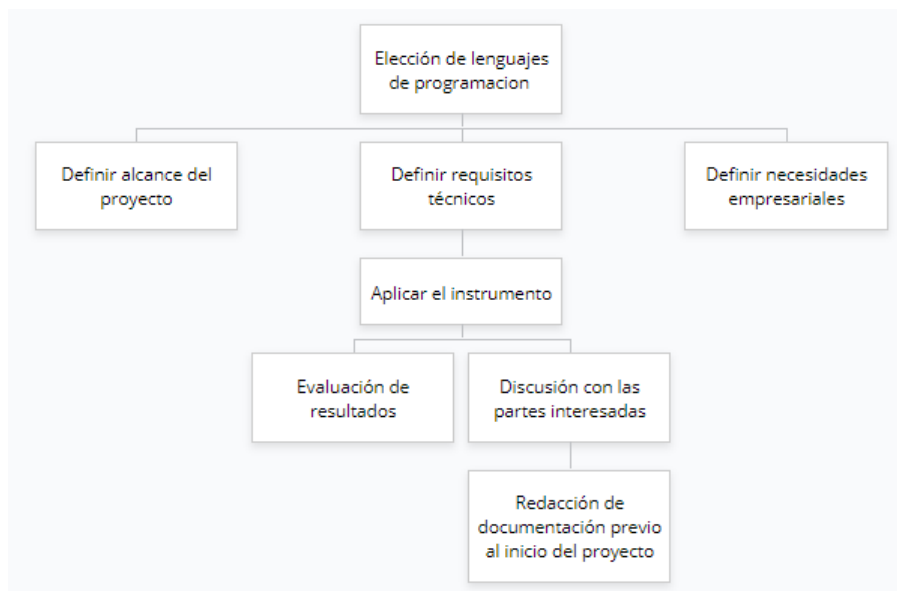 Elección de lenguajes
de programacion
Definir alcance del
proyecto
Definir requisitos
técnicos
Definir necesidades
empresariales
Aplicar el instrumento
Evaluación de
resultados
Discusión con las
partes interesadas
Redacción de
documentación previo
al inicio del proyecto